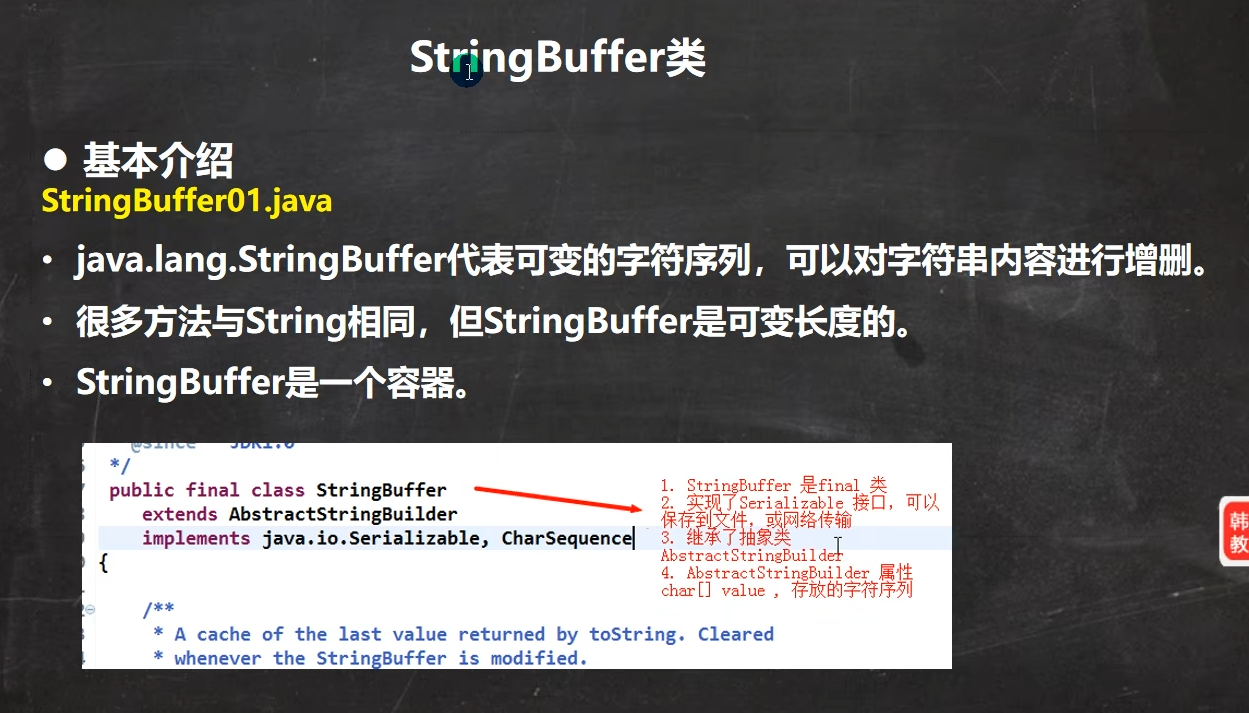 StringBuffer类
● 基本介绍
StringBuffer01.java
• java.lang.StringBuffer代表可变的字符序列，可以对字符串内容进行增删。
• 很多方法与String相同，但StringBuffer是可变长度的。
• StringBuffer是一个容器。
@since JDK1.0
*/
public final class StringBuffer
extends AbstractStringBuilder
implements java.io.Serializable, CharSequence
{
/**
* A cache of the last value returned by toString. Cleared
* whenever the StringBuffer is modified.
1. StringBuffer 是final 类
2. 实现了Serializable 接口，可以
保存到文件，或网络传输
3. 继承了抽象类
AbstractStringBuilder
4. AbstractStringBuilder 属性
char[] value , 存放的字符序列
韩
教